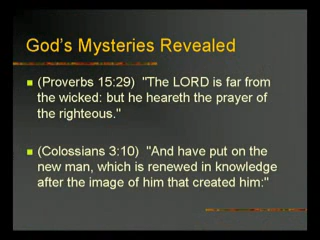 God's Mysteries Revealed
(Proverbs 15:29) "The LORD is far from
the wicked: but he heareth the prayer of
the righteous."
(Colossians 3:10) "And have put on the
new man, which is renewed in knowledge
after the image of him that created him:"